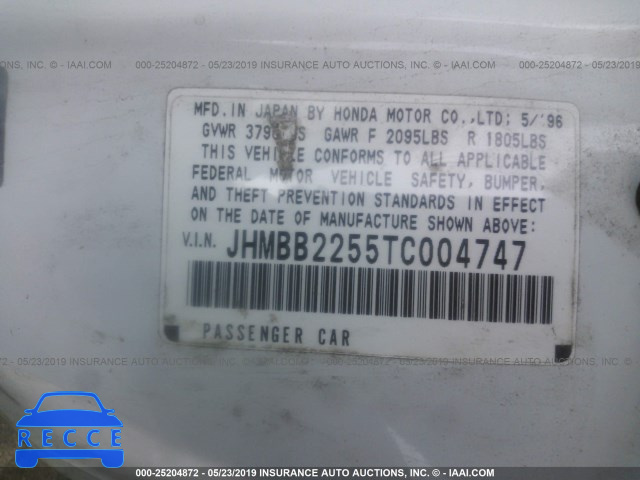 000-25204872 - 05/23/2019 INSURANCE AUTO AUCTIONS, INC. - IAAI.COM
MFD. IN JAPAN BY HONDA MOTOR CO.,LTD; 5/'96
GVWR GAWR F 2095LBS R 1805LBS
THIS VEHICLE CONFORMS TO ALL APPLICABLE
FEDERAL MOTOR VEHICLE SAFETY, BUMPER,
AND THEFT PREVENTION STANDARDS IN EFFECT
ON THE DATE OF MANUFACTURE SHOWN ABOVE:
V.I.N. JHMBB2255TC004747
PASSENGER CAR
RECCE
000-25204872 - 05/23/2019 INSURANCE AUTO AUCTIONS, INC. - IAAI.COM